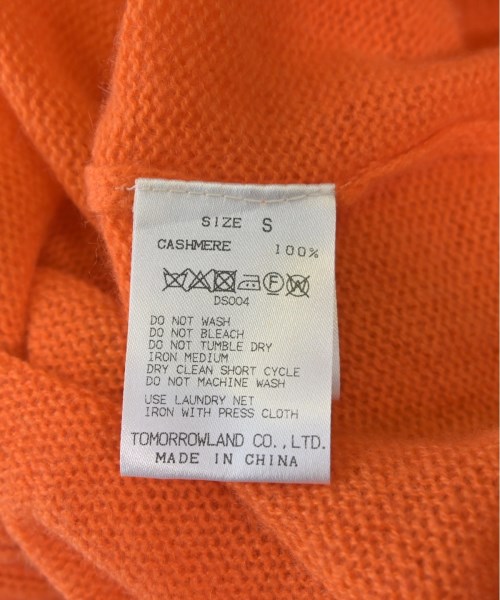 SIZE S
CASHMERE 100%
DS004
DO NOT WASH
DO NOT BLEACH
DO NOT TUMBLE DRY
IRON MEDIUM
DRY CLEAN SHORT CYCLE
DO NOT MACHINE WASH
USE LAUNDRY NET
IRON WITH PRESS CLOTH
TOMORROWLAND CO.,LTD.
MADE IN CHINA